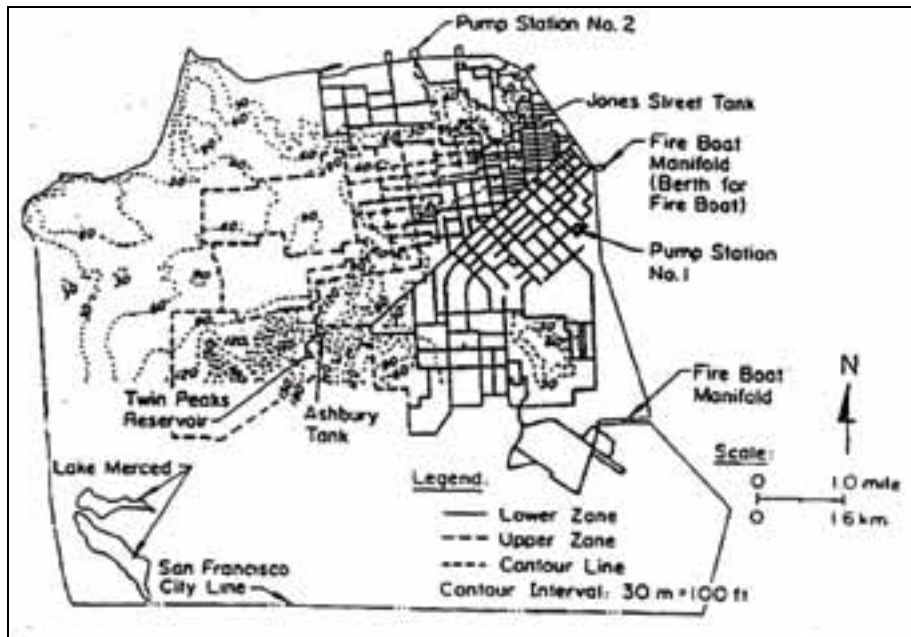 Pump Station No. 2
Jones Street Tank
Fire Boat
Manifold
(Berth for
Fire Boat)
Pump Station
No. 1
Twin Peaks
Reservoir
Ashbury
Tank
Fire Boat
Manifold
N
Lake Merced
Legend.
Scale:
0 1.0 mile
0 1.6 km.
Lower Zone
Upper Zone
Contour Line
Contour Interval: 30 m = 100 ft
San Francisco
City Line